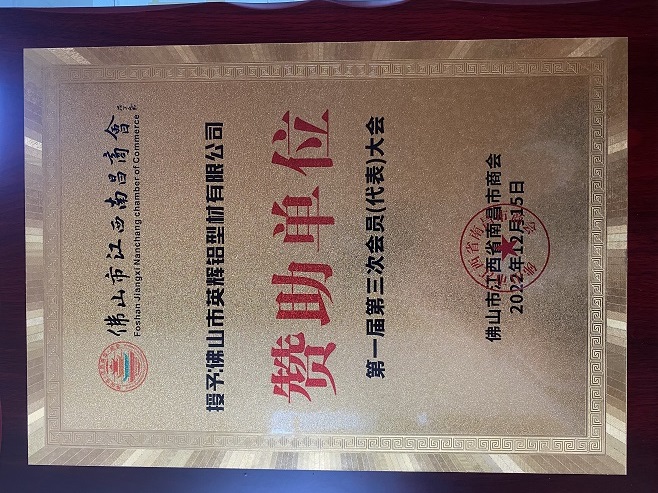 佛山市江西南昌商會
Foshan Jiangxi Nanchang chamber of Commerce
授予:佛山市英辉铝型材有限公司
赞助单位
第一届第三次会员(代表)大会
佛山市江西省南昌市商会
2022年12月15日